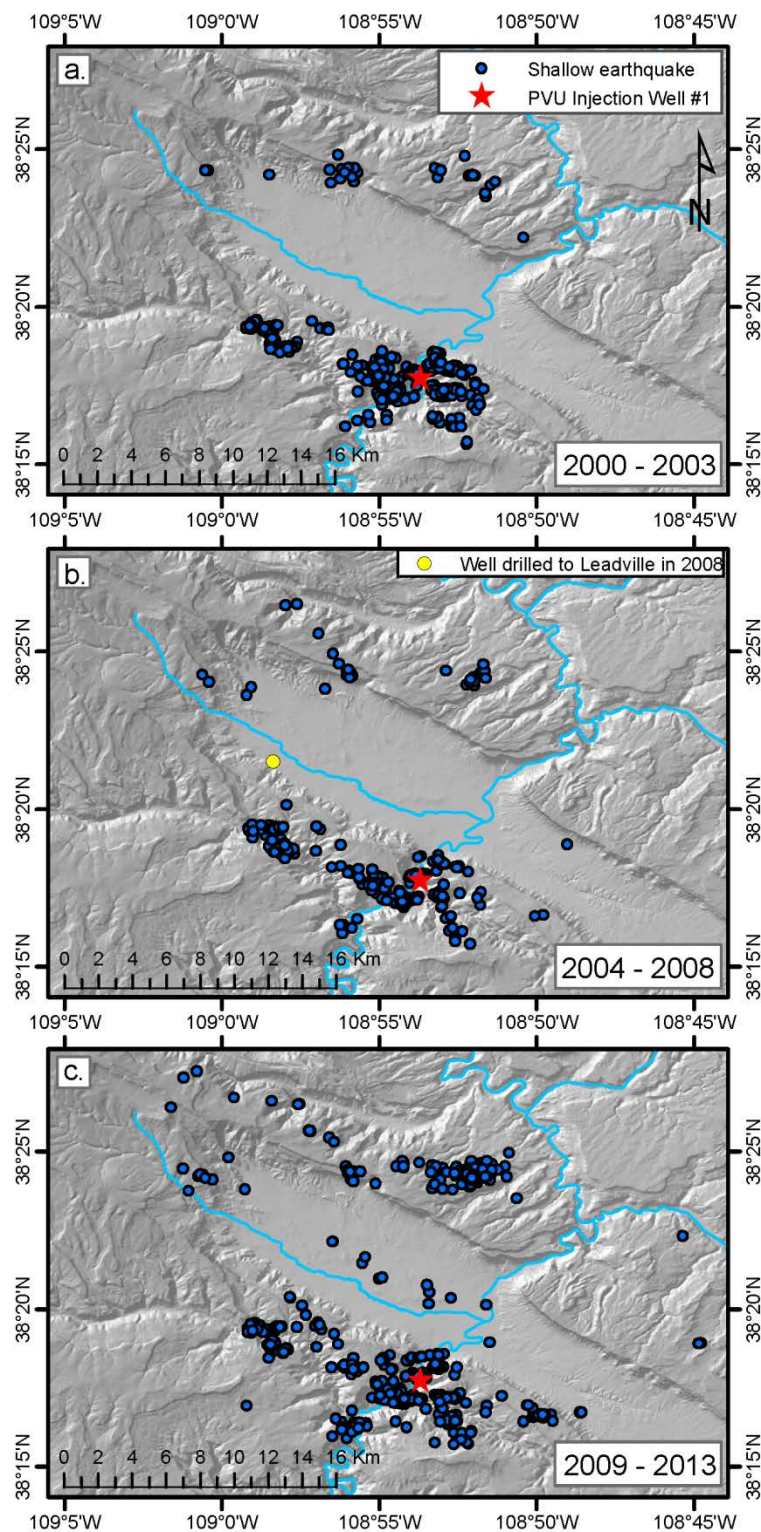 109°5'W 109°0'W 108°55'W 108°50'W 108°45'W
a.
Shallow earthquake
PVU Injection Well #1
38°25'N 38°25'N
N
38°20'N 38°20'N
38°15'N 38°15'N
0 2 4 6 8 10 12 14 16 Km
2000 - 2003
109°5'W 109°0'W 108°55'W 108°50'W 108°45'W
b.
Well drilled to Leadville in 2008
38°25'N 38°25'N
38°20'N 38°20'N
38°15'N 38°15'N
0 2 4 6 8 10 12 14 16 Km
2004 - 2008
109°5'W 109°0'W 108°55'W 108°50'W 108°45'W
c.
38°25'N 38°25'N
38°20'N 38°20'N
38°15'N 38°15'N
0 2 4 6 8 10 12 14 16 Km
2009 - 2013
109°5'W 109°0'W 108°55'W 108°50'W 108°45'W